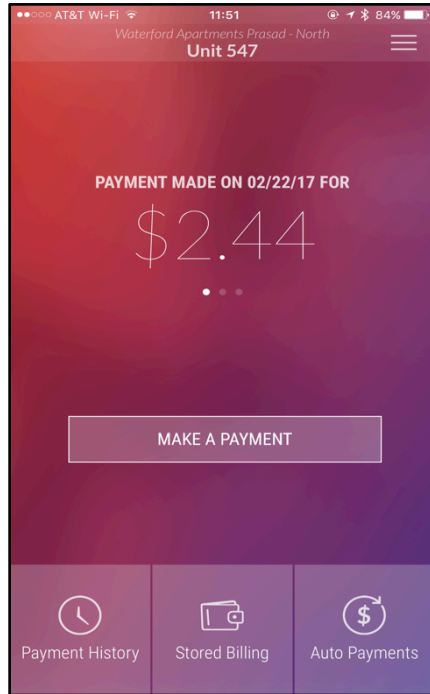 AT&T Wi-Fi 11:51 84%
Waterford Apartments Prasad - North
Unit 547
PAYMENT MADE ON 02/22/17 FOR
$2.44
MAKE A PAYMENT
Payment History Stored Billing Auto Payments